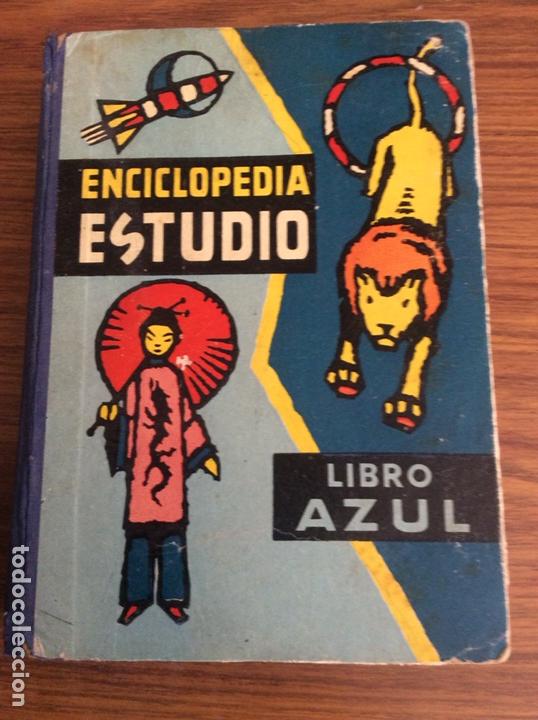 ENCICLOPEDIA
ESTUDIO
LIBRO
AZUL
todocoleccion